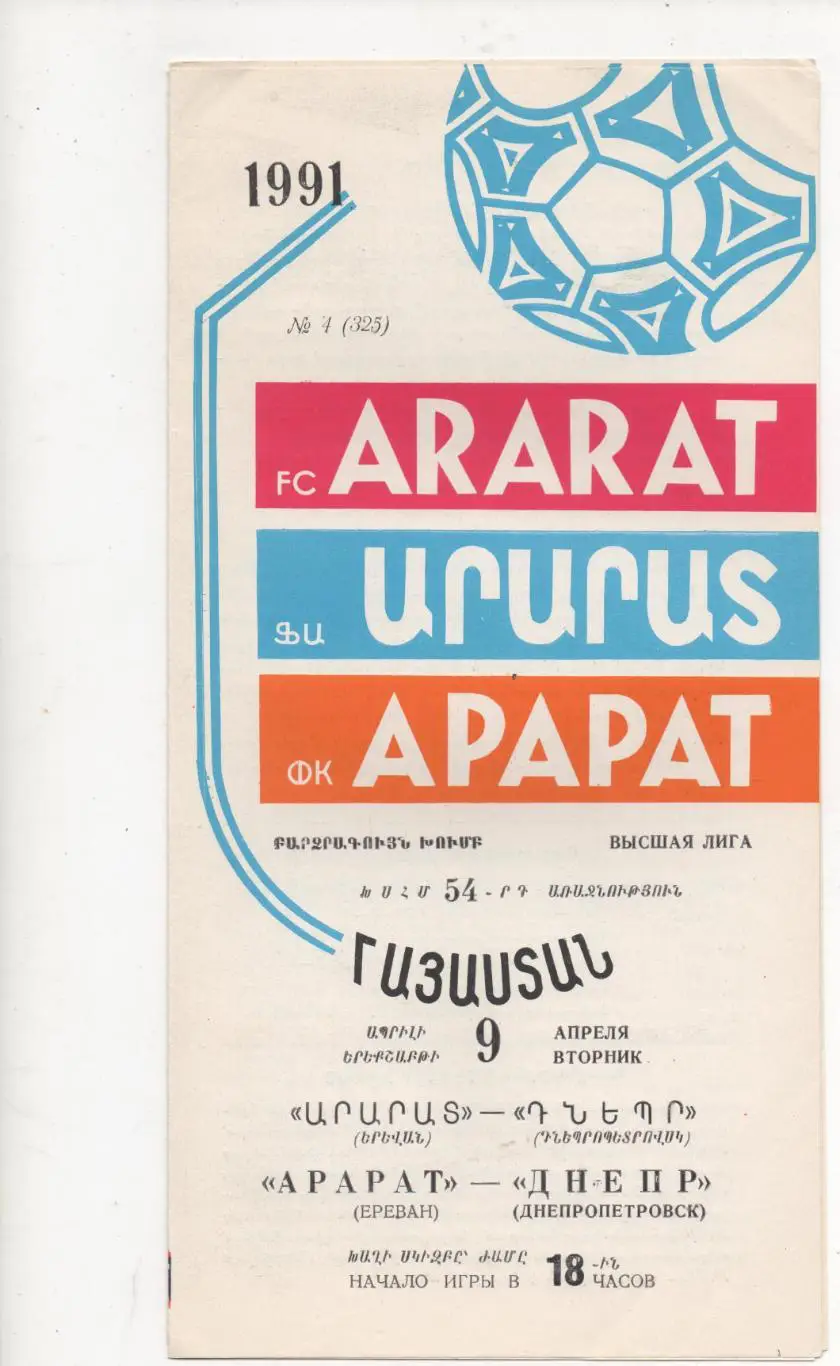 1991
№ 4 (325)
FC ARARAT
ՖԱ ԱՐԱՐԱՏ
ФК АРАРАТ
ԲԱՐՁՐԱԳՈՒՅՆ ԽՈՒՄԲ ВЫСШАЯ ЛИГА
ԽՍՀՄ 54-ՐԴ ԱՌԱՋՆՈՒԹՅՈՒՆ
ՀԱՅԱՍՏԱՆ
ԱՊՐԻԼԻ 9 АПРЕЛЯ
ԵՐԵՔՇԱԲԹԻ ВТОРНИК
«ԱՐԱՐԱՏ» — «ԴՆԵՊՐ»
(ԵՐԵՎԱՆ) (ԴՆԵՊՐՈՊԵՏՐՈՎՍԿ)
«АРАРАТ» — «ДНЕПР»
(ЕРЕВАН) (ДНЕПРОПЕТРОВСК)
ԽԱՂԻ ՍԿԻԶԲԸ ԺԱՄԸ 18-ԻՆ
НАЧАЛО ИГРЫ В 18 ЧАСОВ